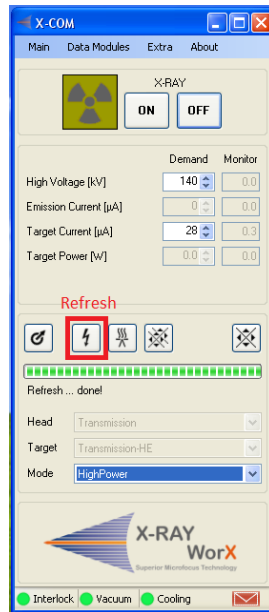 X-COM
Main Data Modules Extra About
X-RAY
ON OFF
Demand Monitor
High Voltage [kV] 140 0.0
Emission Current [µA] 0 0.0
Target Current [µA] 28 0.3
Target Power [W] 0.0 0.0
Refresh
Refresh ... done!
Head Transmission
Target Transmission-HE
Mode HighPower
X-RAY
WorX
Superior Microfocus Technology
Interlock Vacuum Cooling